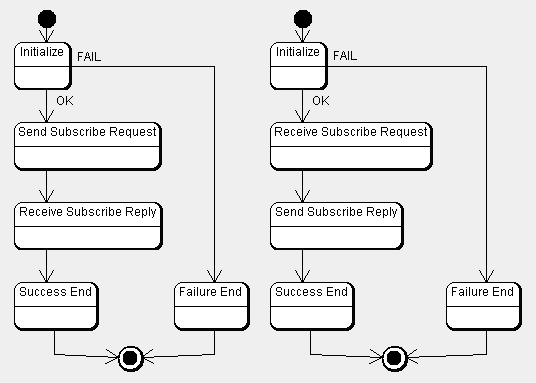 Initialize
FAIL
OK
Send Subscribe Request
Receive Subscribe Reply
Success End
Failure End
Initialize
FAIL
OK
Receive Subscribe Request
Send Subscribe Reply
Success End
Failure End